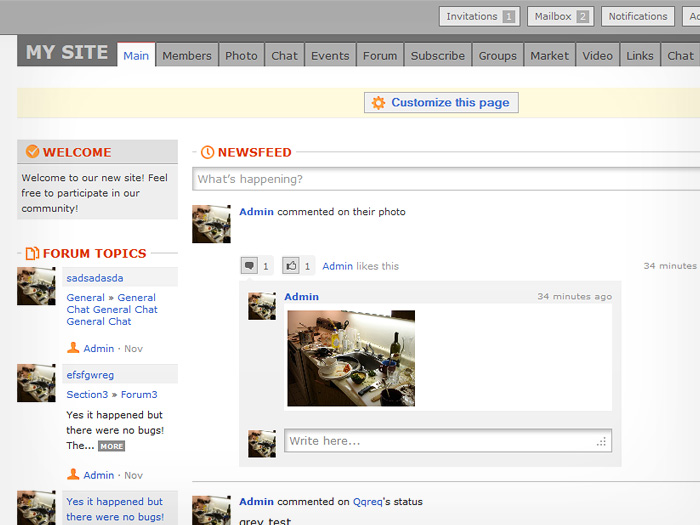 Invitations 1 Mailbox 2 Notifications
MY SITE Main Members Photo Chat Events Forum Subscribe Groups Market Video Links Chat
Customize this page
WELCOME
Welcome to our new site! Feel
free to participate in our
community!
FORUM TOPICS
sadsadasda
General » General
Chat General Chat
General Chat
Admin · Nov
efsfgwreg
Section3 » Forum3
Yes it happened but
there were no bugs!
The... MORE
Admin · Nov
Yes it happened but
there were no bugs!
NEWSFEED
What's happening?
Admin commented on their photo
1 1 Admin likes this 34 minutes
Admin 34 minutes ago
Write here...
Admin commented on Qqreq's status
grey test